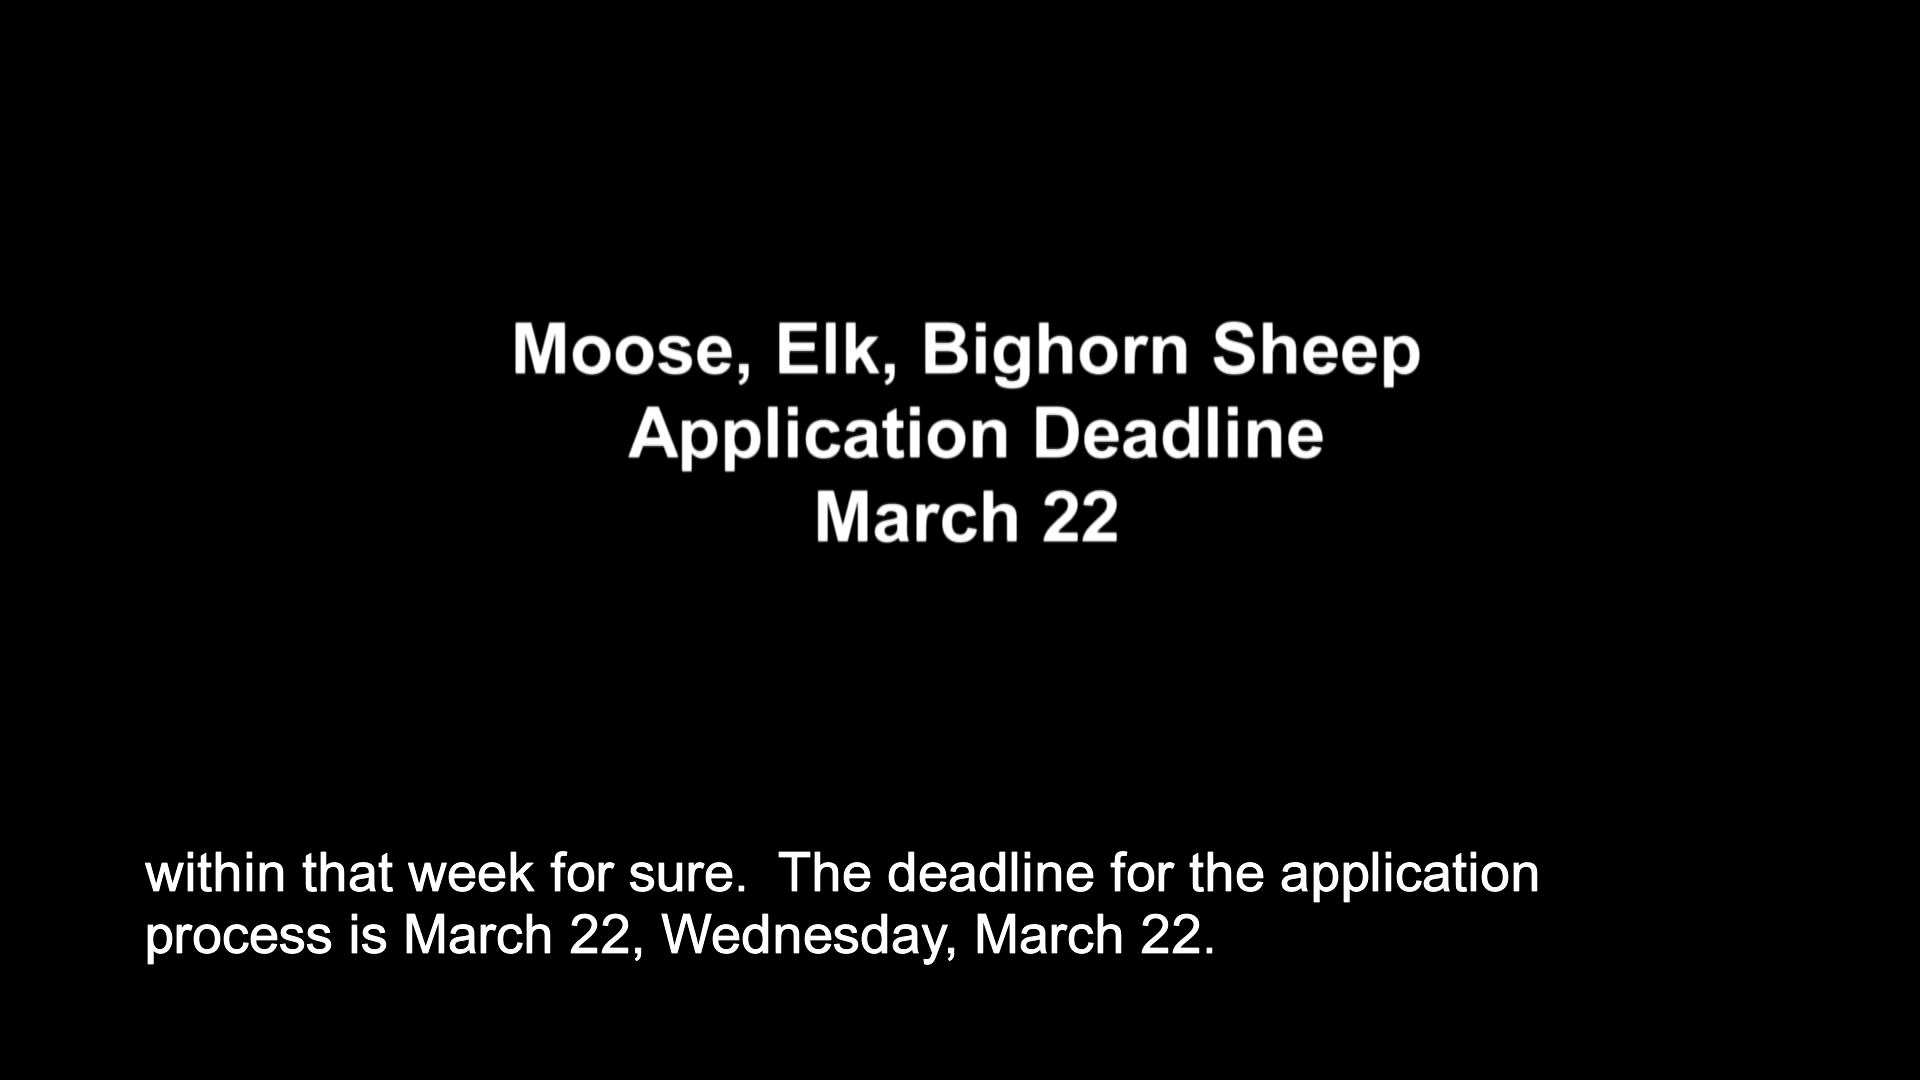 Moose, Elk, Bighorn Sheep
Application Deadline
March 22
within that week for sure.  The deadline for the application
process is March 22, Wednesday, March 22.